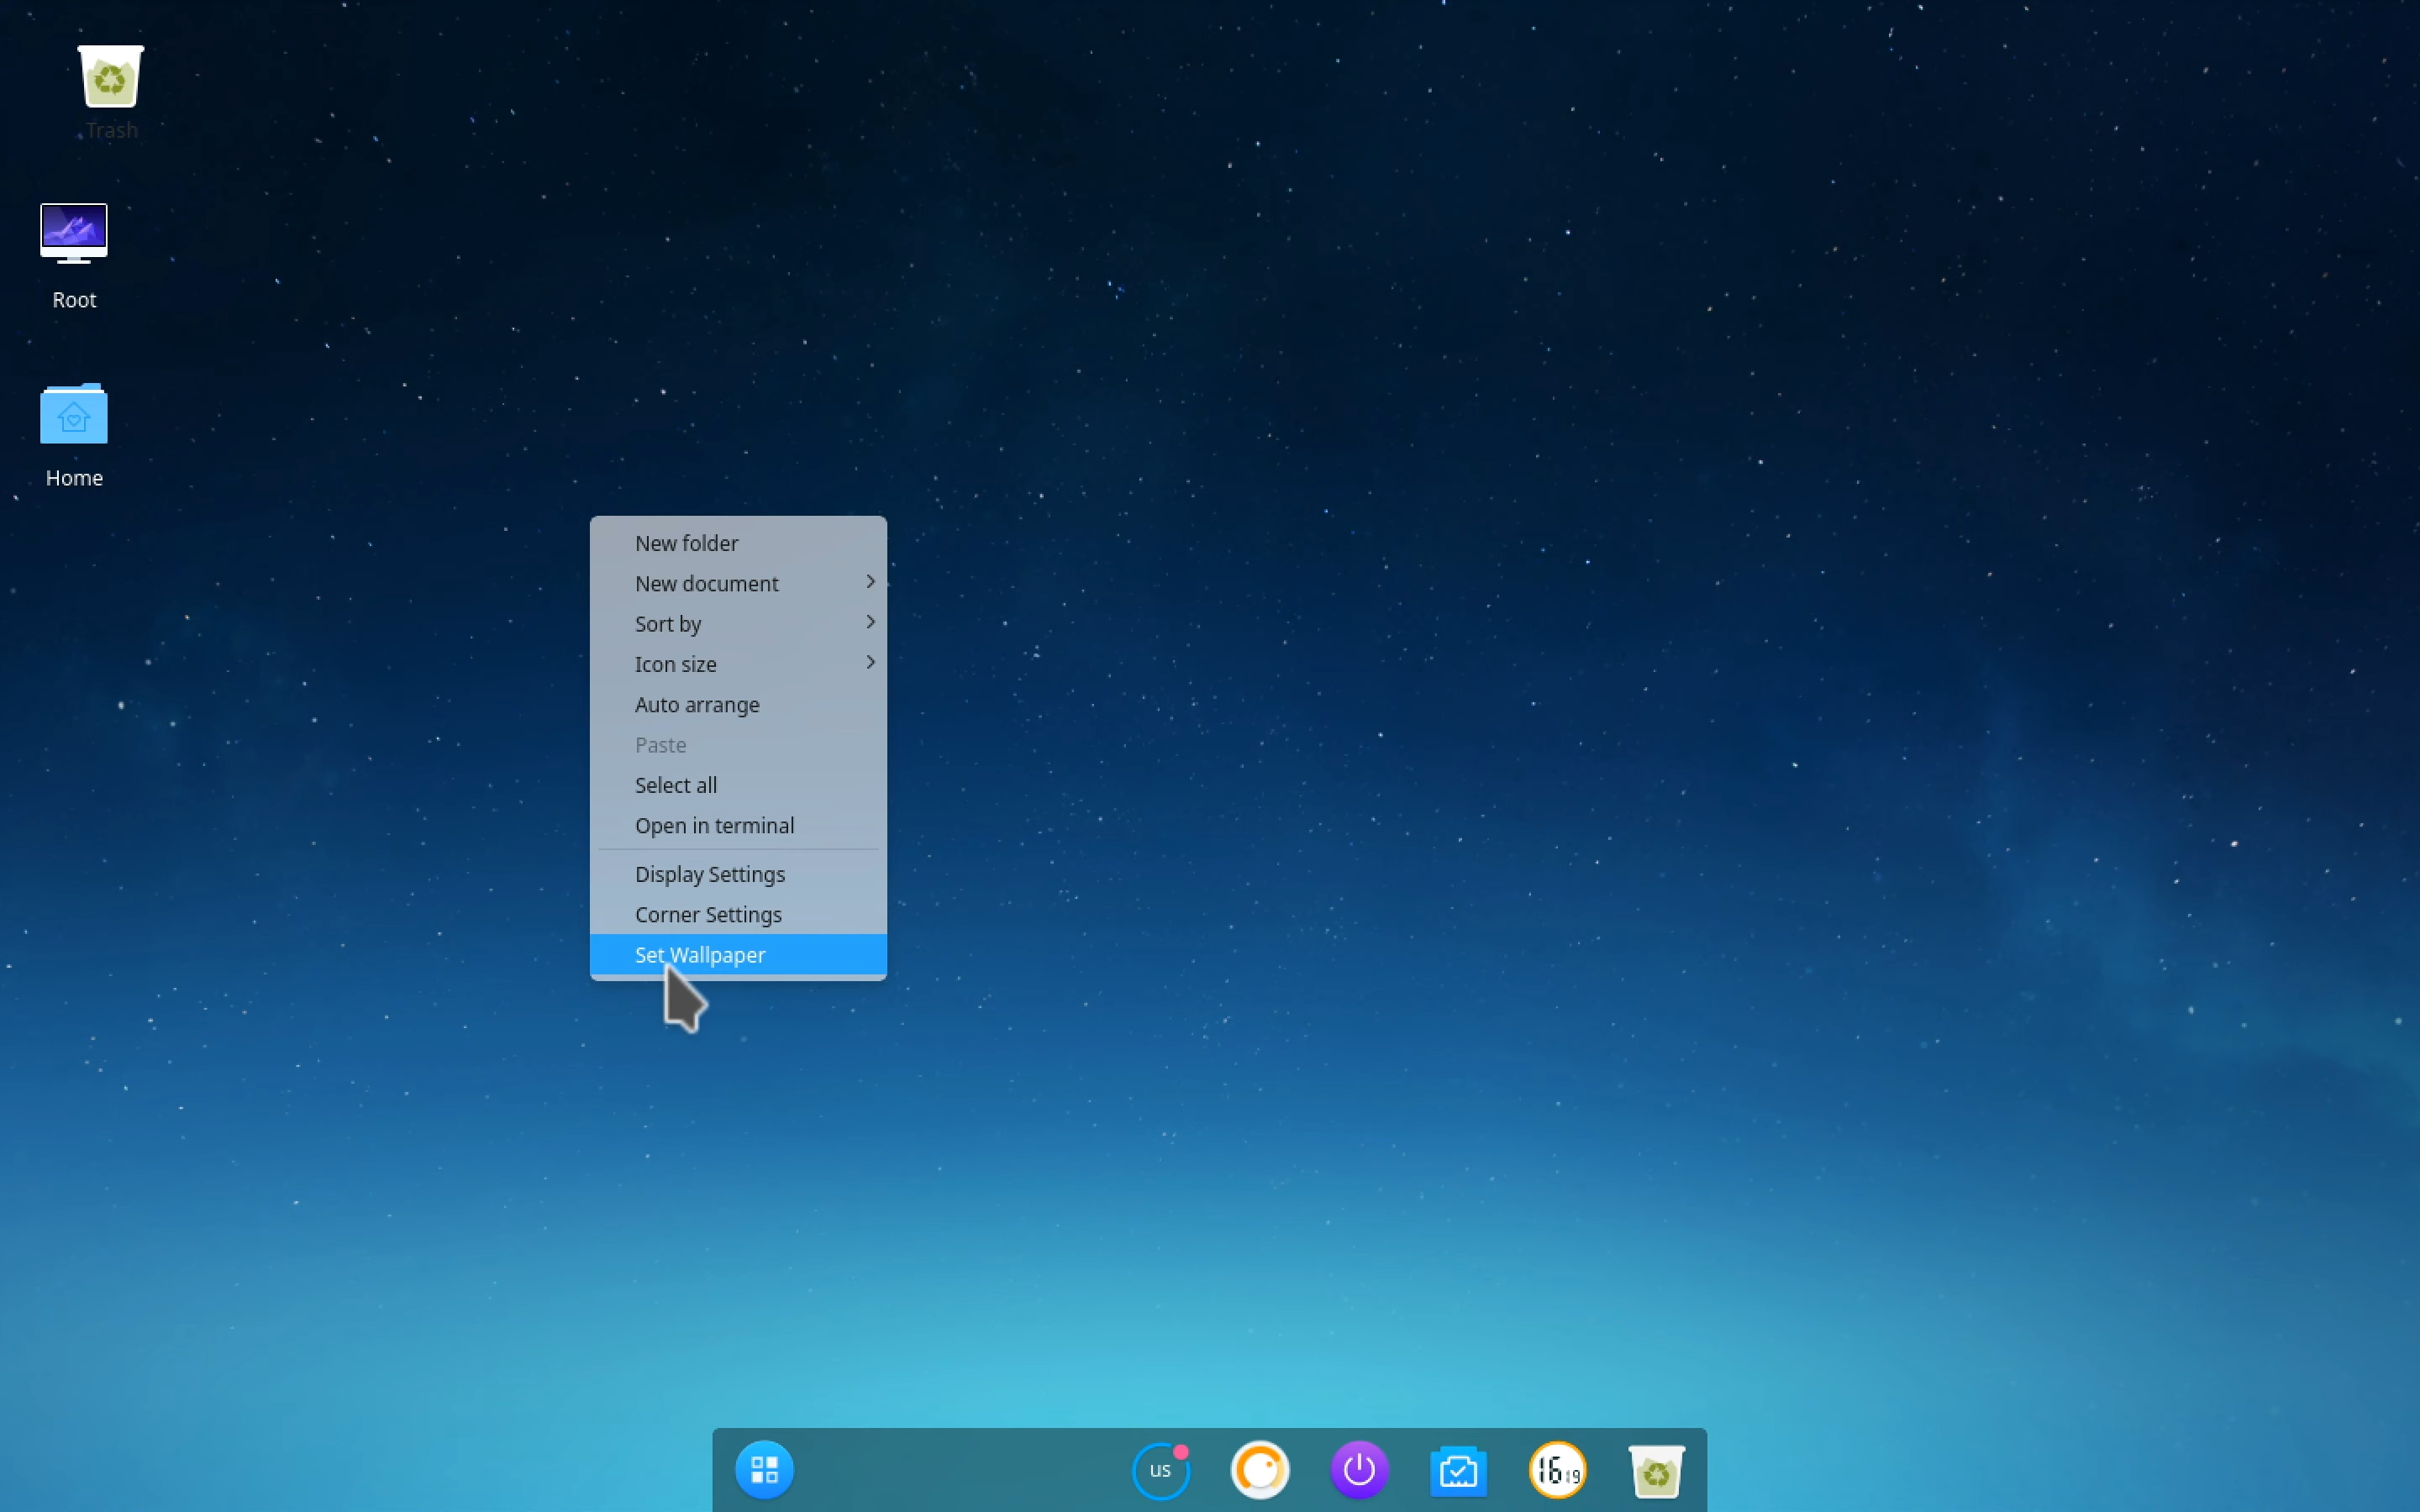 Trash
Root
Home
New folder
New document
Sort by
Icon size
Auto arrange
Paste
Select all
Open in terminal
Display Settings
Corner Settings
Set Wallpaper
us
16 19